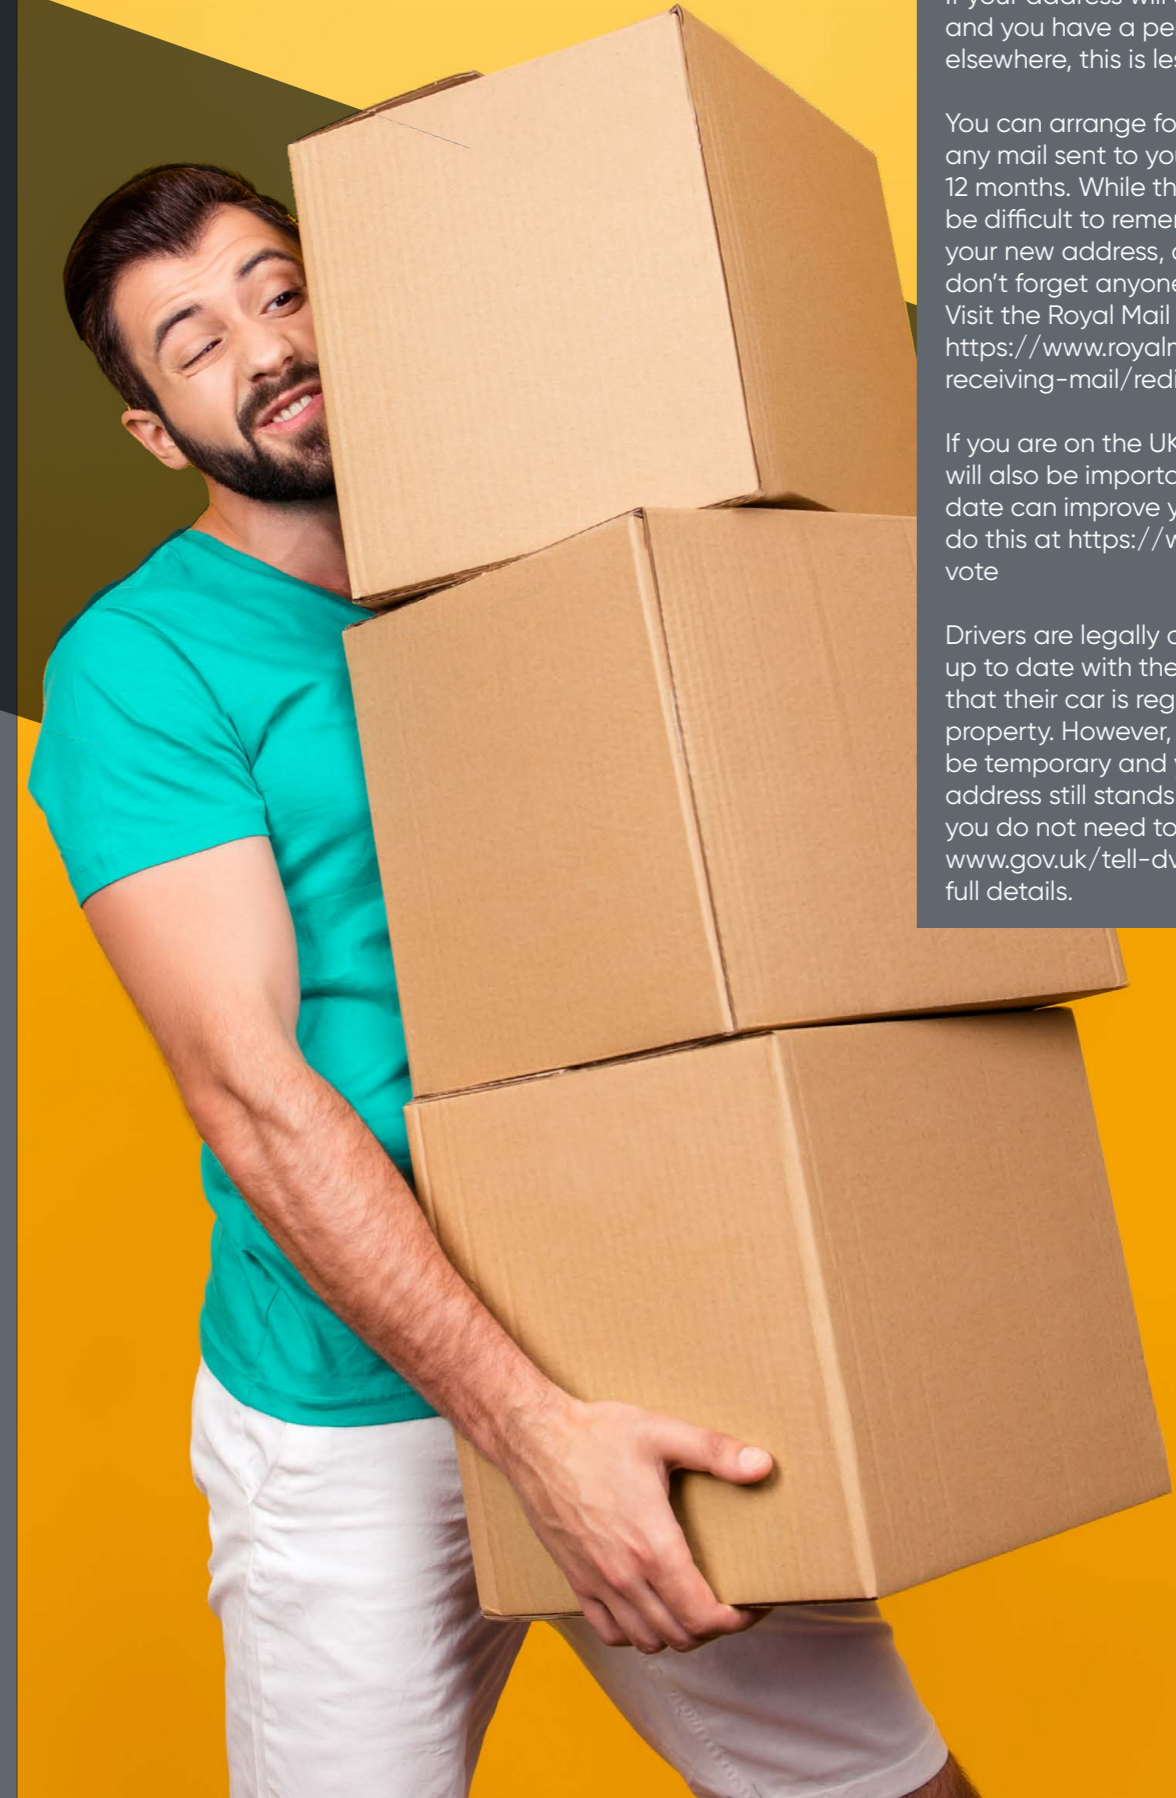 and you have a pe
elsewhere, this is le
You can arrange fo
any mail sent to you
12 months. While th
be difficult to reme
your new address,
don't forget anyone
Visit the Royal Mail
https://www.royalm
receiving-mail/redi
If you are on the UK
will also be importa
date can improve y
do this at https://w
vote
Drivers are legally
up to date with the
that their car is reg
property. However,
be temporary and
address still stands
you do not need to
www.gov.uk/tell-dv
full details.